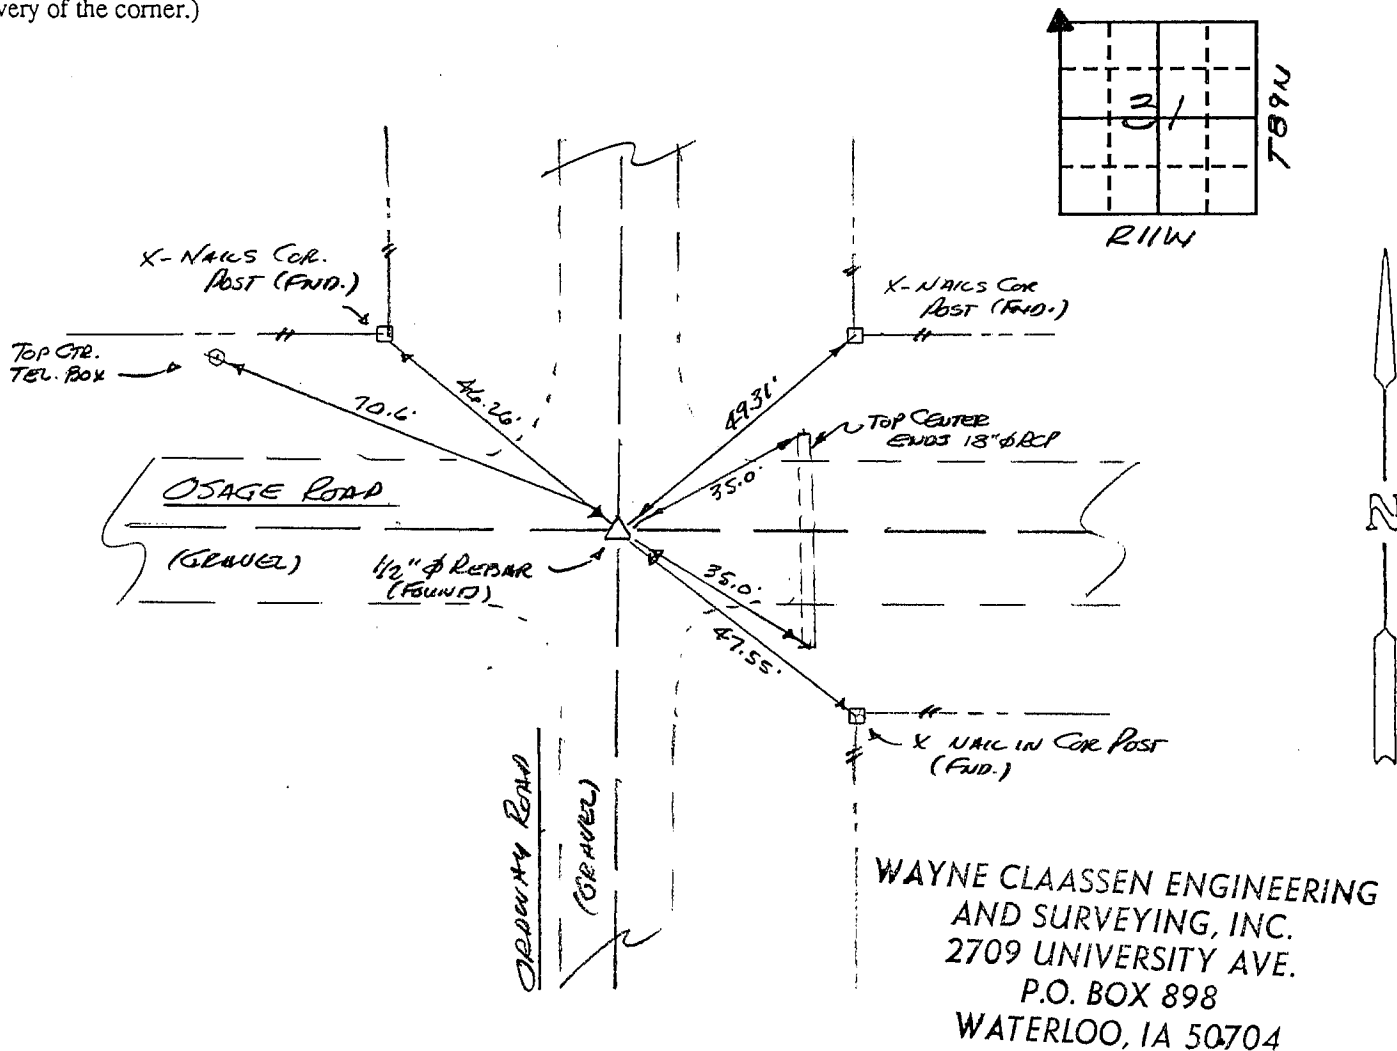 very of the corner.)
31
T89N
R11W
X-NAILS COR.
POST (FND.)
X-NAILS COR
POST (FND.)
TOP CTR.
TEL. BOX
70.6'
46.26'
49.31'
TOP CENTER
ENDS 18"ϕRCP
35.0'
OSAGE ROAD
(GRAVEL)
1/2"ϕ REBAR
(FOUND)
35.0'
47.55'
N
X NAIL IN COR POST
(FND.)
ORDWAY ROAD
(GRAVEL)
WAYNE CLAASSEN ENGINEERING
AND SURVEYING, INC.
2709 UNIVERSITY AVE.
P.O. BOX 898
WATERLOO, IA 50704